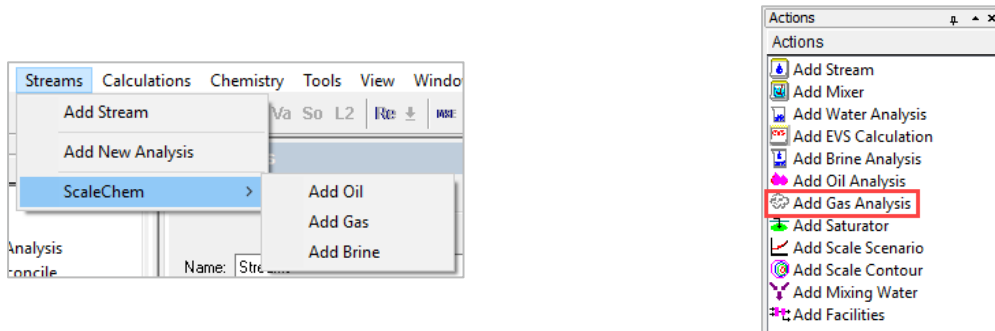 Streams Calculations Chemistry Tools View Windo
Add Stream
Va So L2 Re
Add New Analysis
ScaleChem >
Add Oil
Add Gas
Add Brine
Analysis
Name:
Actions
Actions
Add Stream
Add Mixer
Add Water Analysis
Add EVS Calculation
Add Brine Analysis
Add Oil Analysis
Add Gas Analysis
Add Saturator
Add Scale Scenario
Add Scale Contour
Add Mixing Water
Add Facilities